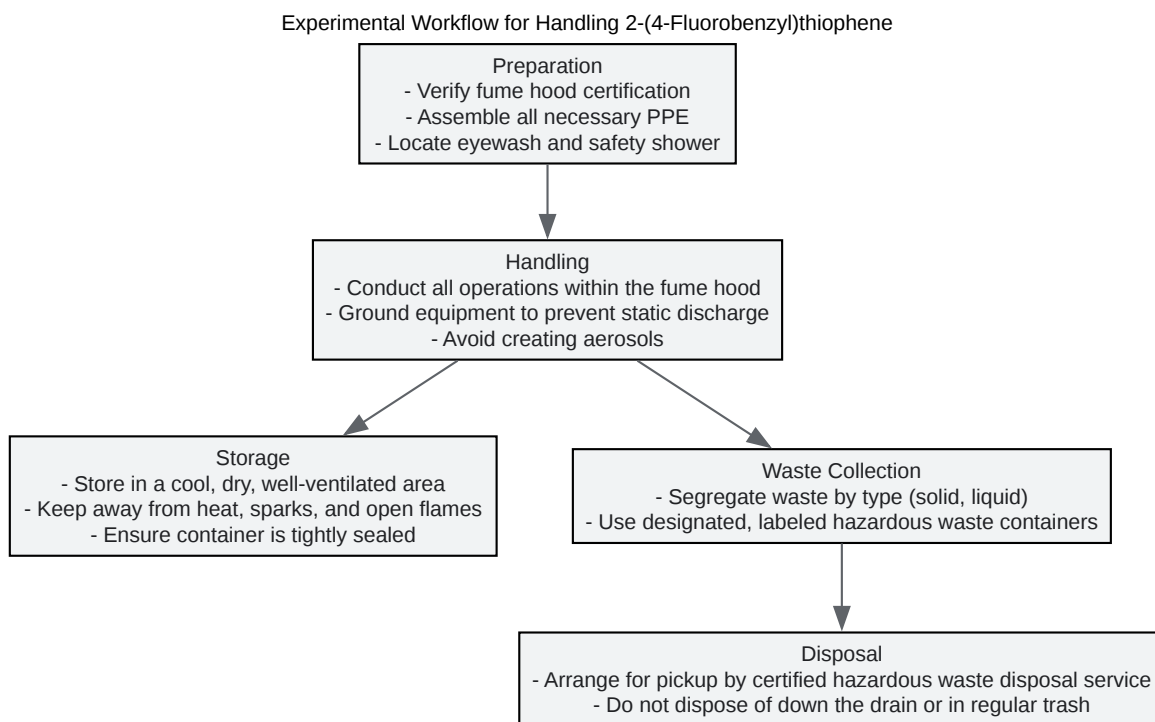 Experimental Workflow for Handling 2-(4-Fluorobenzyl)thiophene
Preparation
- Verify fume hood certification
- Assemble all necessary PPE
- Locate eyewash and safety shower
Handling
- Conduct all operations within the fume hood
- Ground equipment to prevent static discharge
- Avoid creating aerosols
Storage
- Store in a cool, dry, well-ventilated area
- Keep away from heat, sparks, and open flames
- Ensure container is tightly sealed
Waste Collection
- Segregate waste by type (solid, liquid)
- Use designated, labeled hazardous waste containers
Disposal
- Arrange for pickup by certified hazardous waste disposal service
- Do not dispose of down the drain or in regular trash